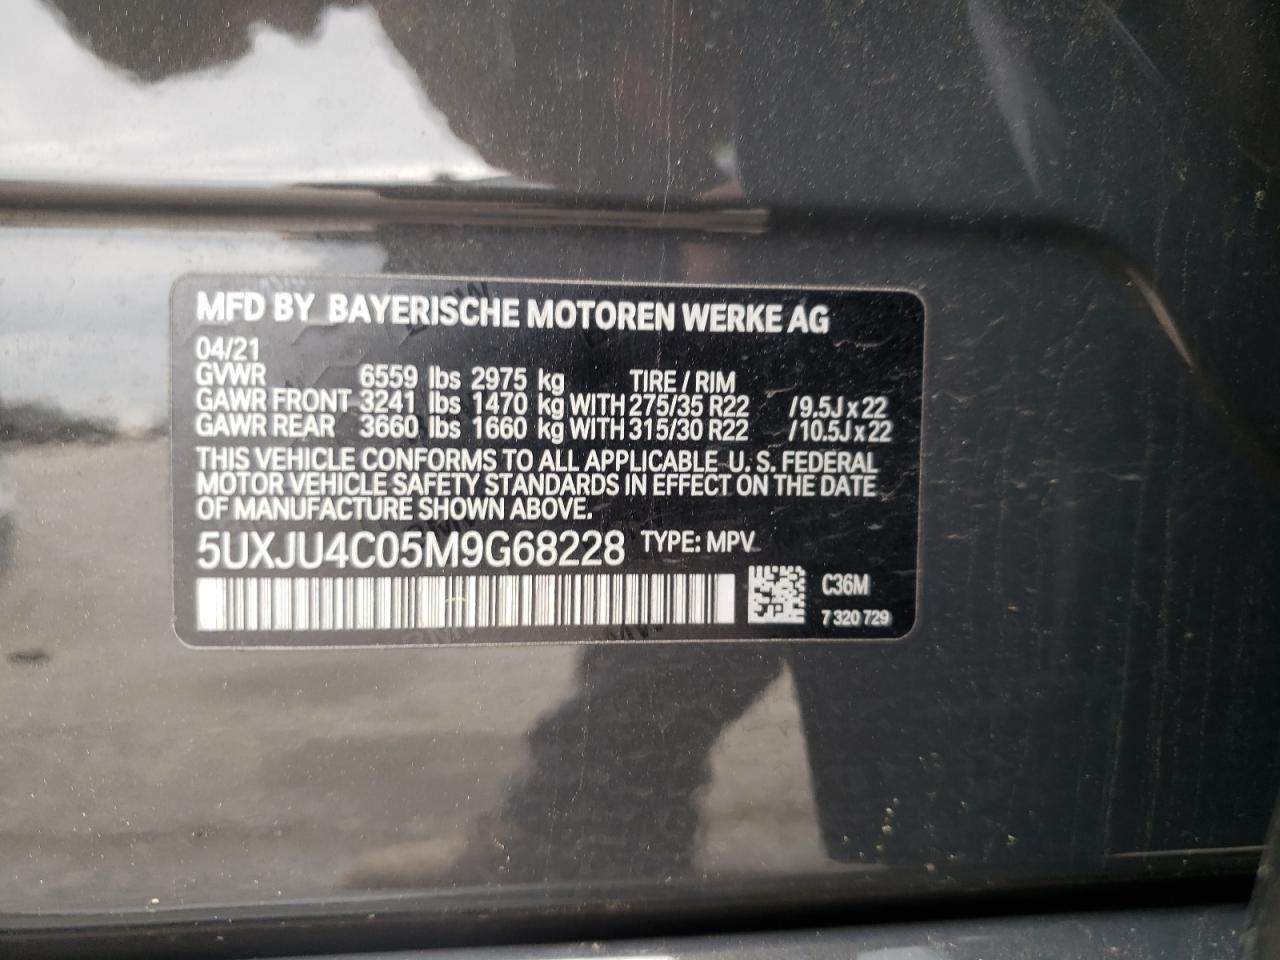 MFD BY BAYERISCHE MOTOREN WERKE AG
04/21
GVWR 6559 lbs 2975 kg TIRE / RIM
GAWR FRONT 3241 lbs 1470 kg WITH 275/35 R22 /9.5J x 22
GAWR REAR 3660 lbs 1660 kg WITH 315/30 R22 /10.5J x 22
THIS VEHICLE CONFORMS TO ALL APPLICABLE U. S. FEDERAL
MOTOR VEHICLE SAFETY STANDARDS IN EFFECT ON THE DATE
OF MANUFACTURE SHOWN ABOVE.
5UXJU4C05M9G68228 TYPE: MPV
C36M
7 320 729